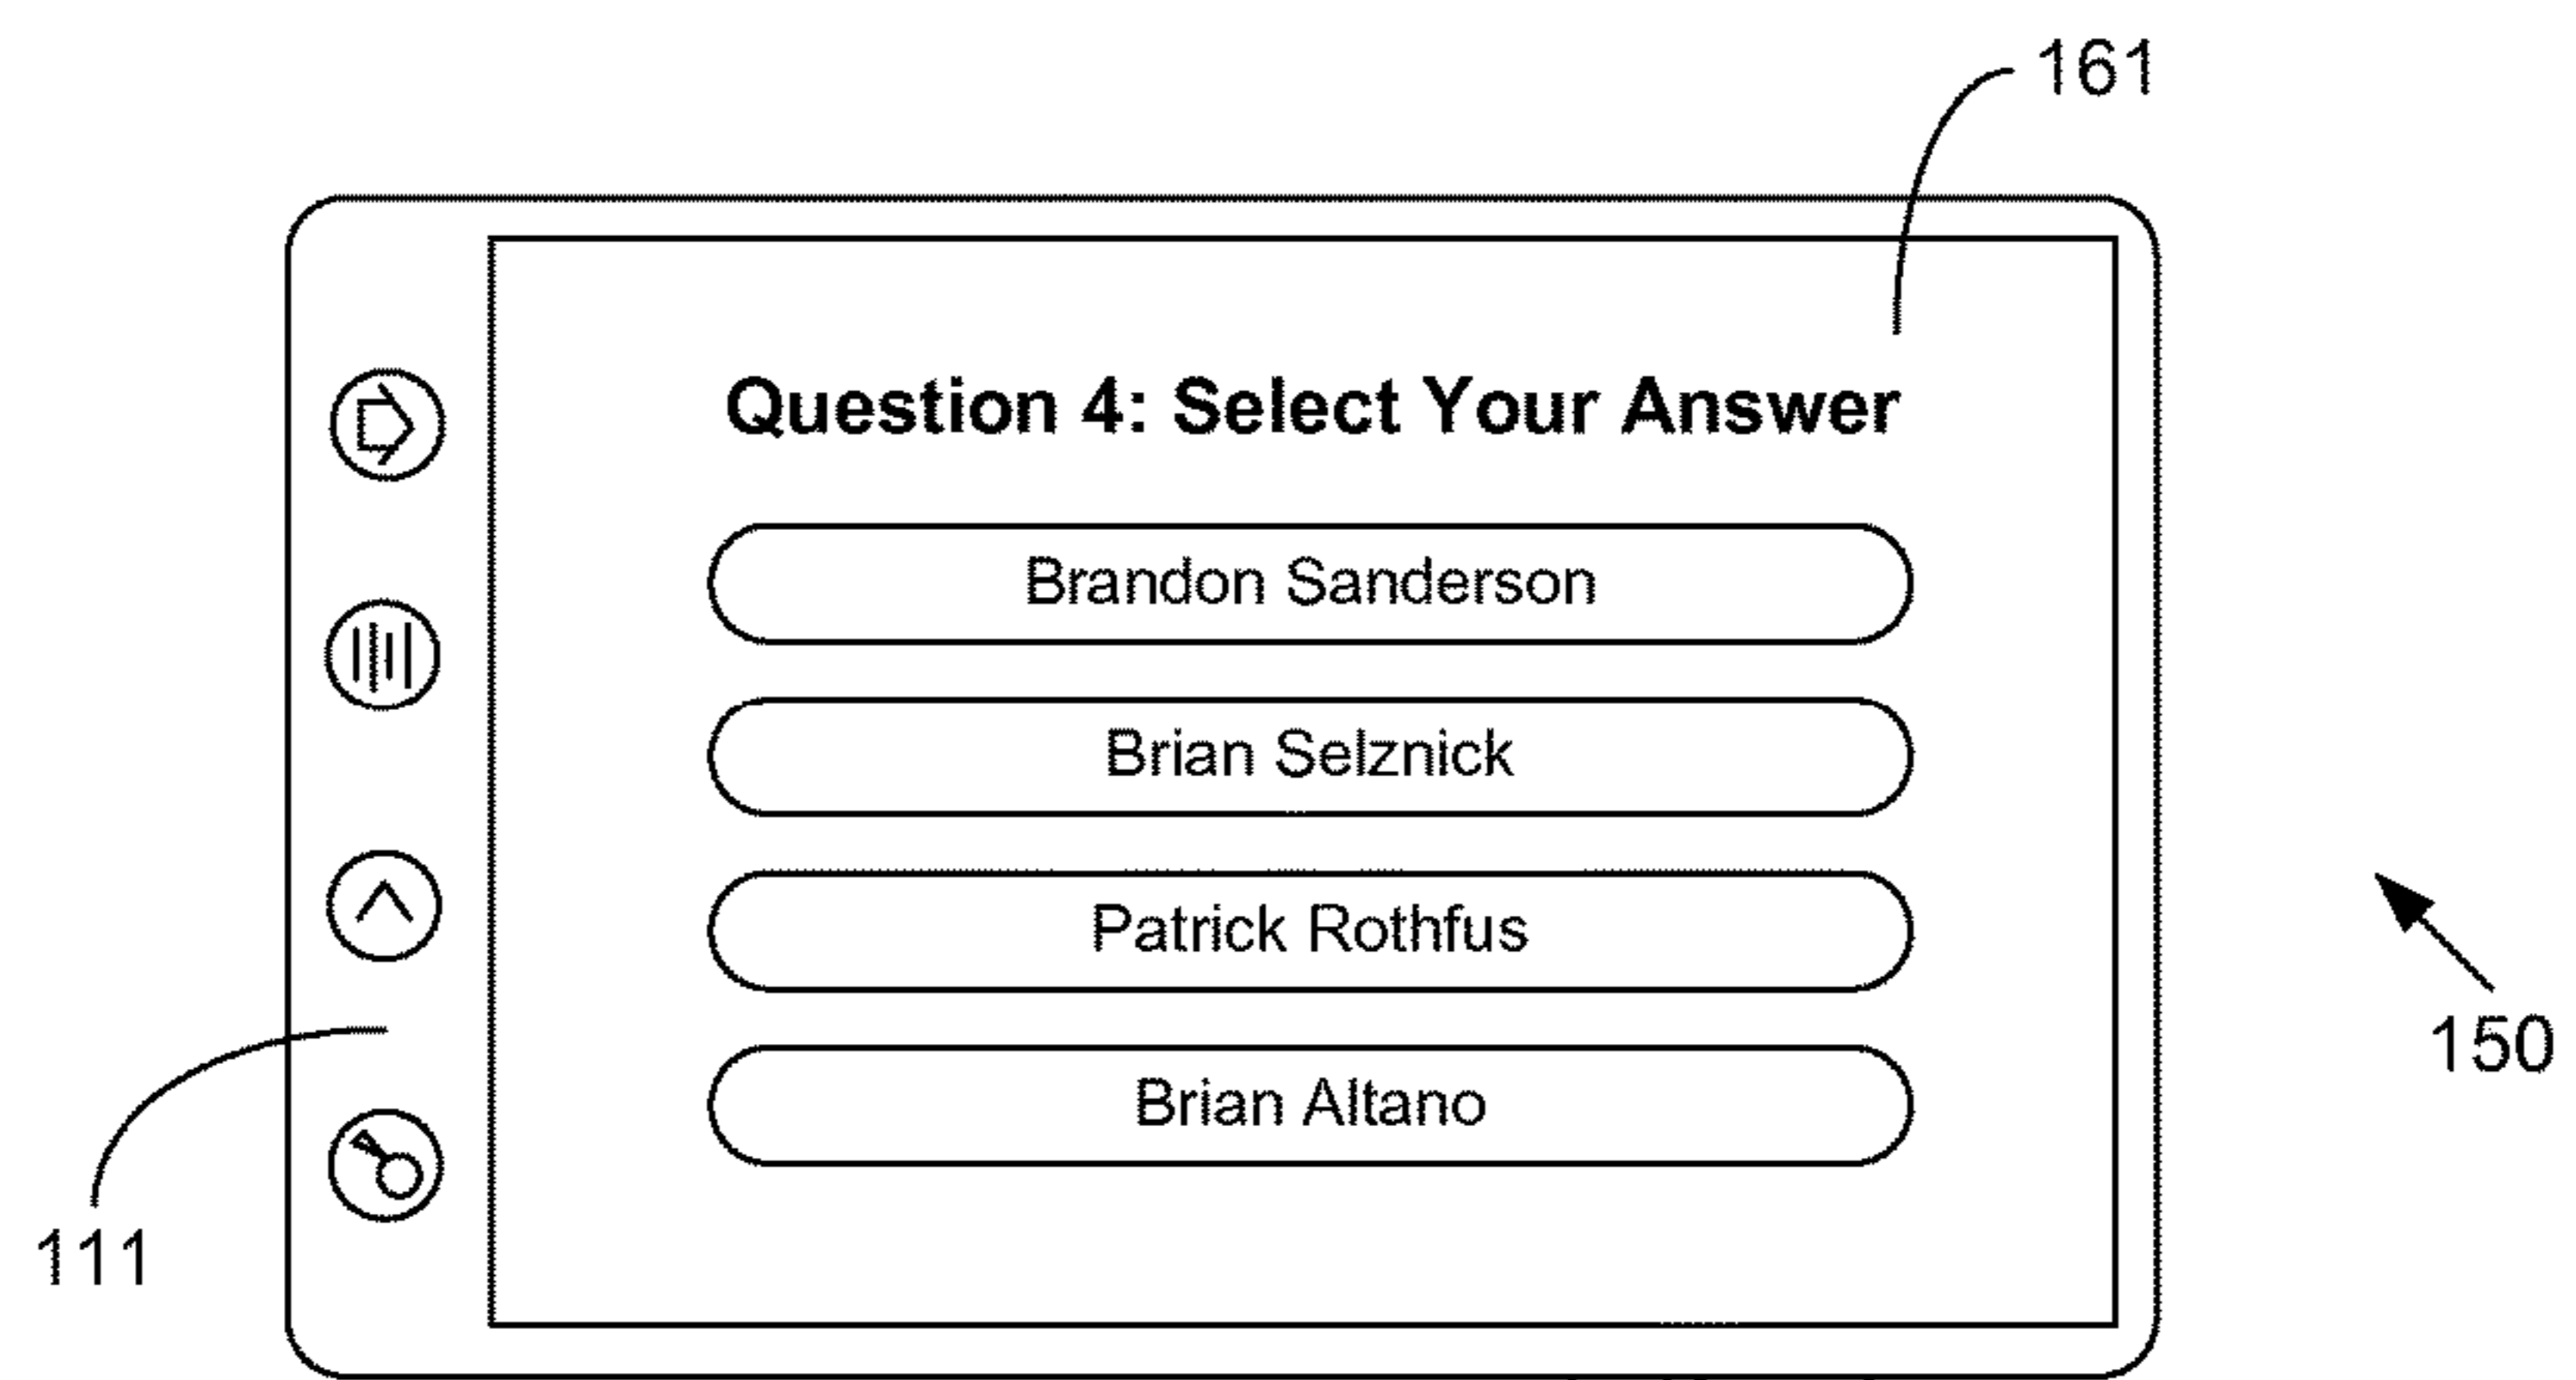 161
Question 4: Select Your Answer
Brandon Sanderson
Brian Selznick
Patrick Rothfus
Brian Altano
150
111